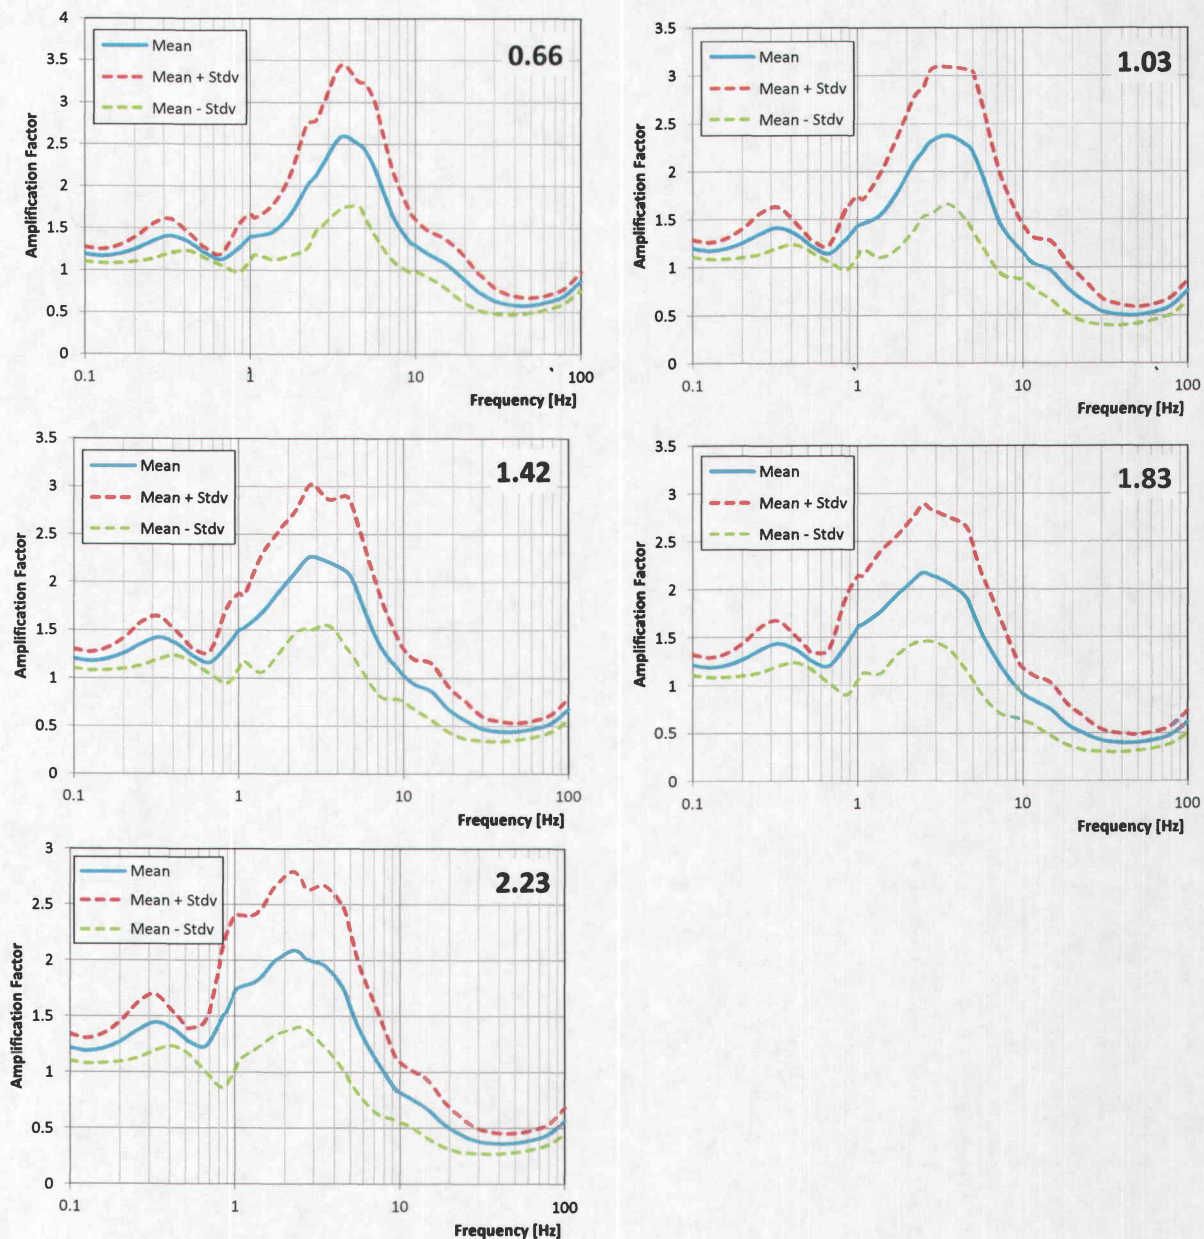 4
3.5
3
2.5
2
1.5
1
0.5
0
Amplification Factor
Mean
Mean + Stdv
Mean - Stdv
0.66
0.1
1
10
100
Frequency [Hz]
3.5
3
2.5
2
1.5
1
0.5
0
Amplification Factor
Mean
Mean + Stdv
Mean - Stdv
1.03
0.1
1
10
100
Frequency [Hz]
3.5
3
2.5
2
1.5
1
0.5
0
Amplification Factor
Mean
Mean + Stdv
Mean - Stdv
1.42
0.1
1
10
100
Frequency [Hz]
3.5
3
2.5
2
1.5
1
0.5
0
Amplification Factor
Mean
Mean + Stdv
Mean - Stdv
1.83
0.1
1
10
100
Frequency [Hz]
3
2.5
2
1.5
1
0.5
0
Amplification Factor
Mean
Mean + Stdv
Mean - Stdv
2.23
0.1
1
10
100
Frequency [Hz]